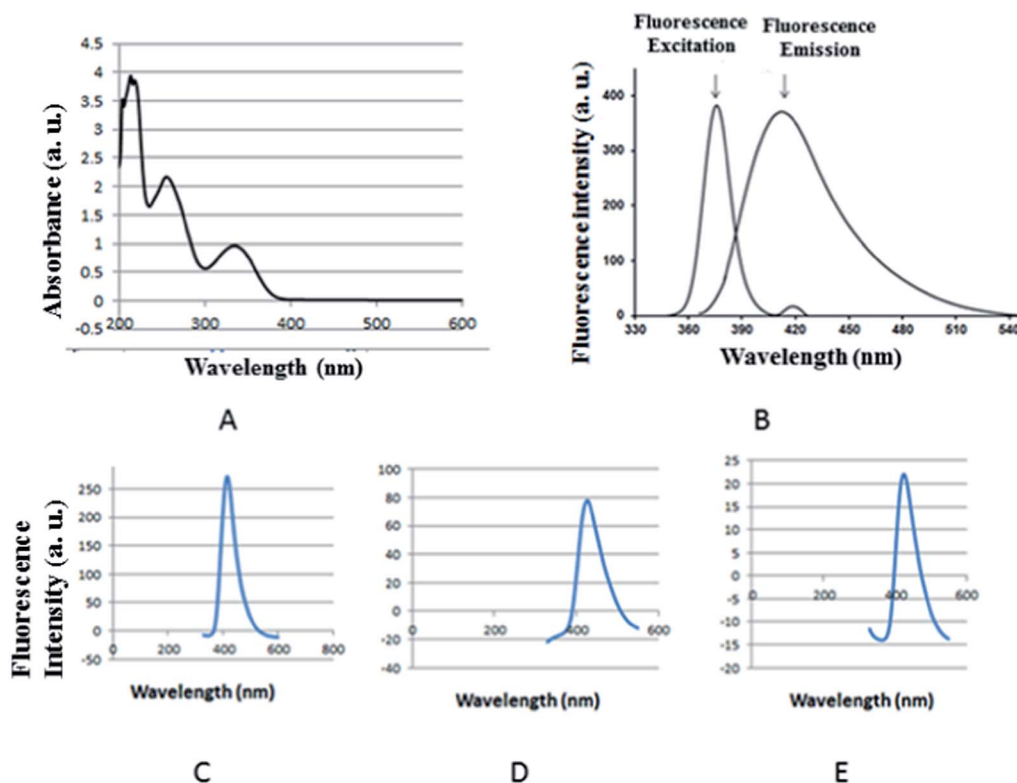 4.5
4
3.5
3
2.5
2
1.5
1
0.5
0
-0.5
200 300 400 500 600
Absorbance (a. u.)
Wavelength (nm)
A
Fluorescence Excitation
Fluorescence Emission
400
300
200
100
0
330 360 390 420 450 480 510 540
Fluorescence intensity (a. u.)
Wavelength (nm)
B
Fluorescence
Intensity (a. u.)
250
200
150
100
50
0
-50
0 200 400 600 800
Wavelength (nm)
C
100
80
60
40
20
0
-20
-40
0 200 400 600
Wavelength (nm)
D
25
20
15
10
5
0
-5
-10
-15
-20
0 200 400 600
Wavelength (nm)
E